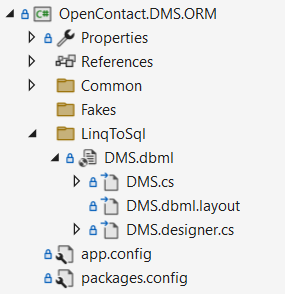 OpenContact.DMS.ORM
Properties
References
Common
Fakes
LinqToSql
DMS.dbml
DMS.cs
DMS.dbml.layout
DMS.designer.cs
app.config
packages.config